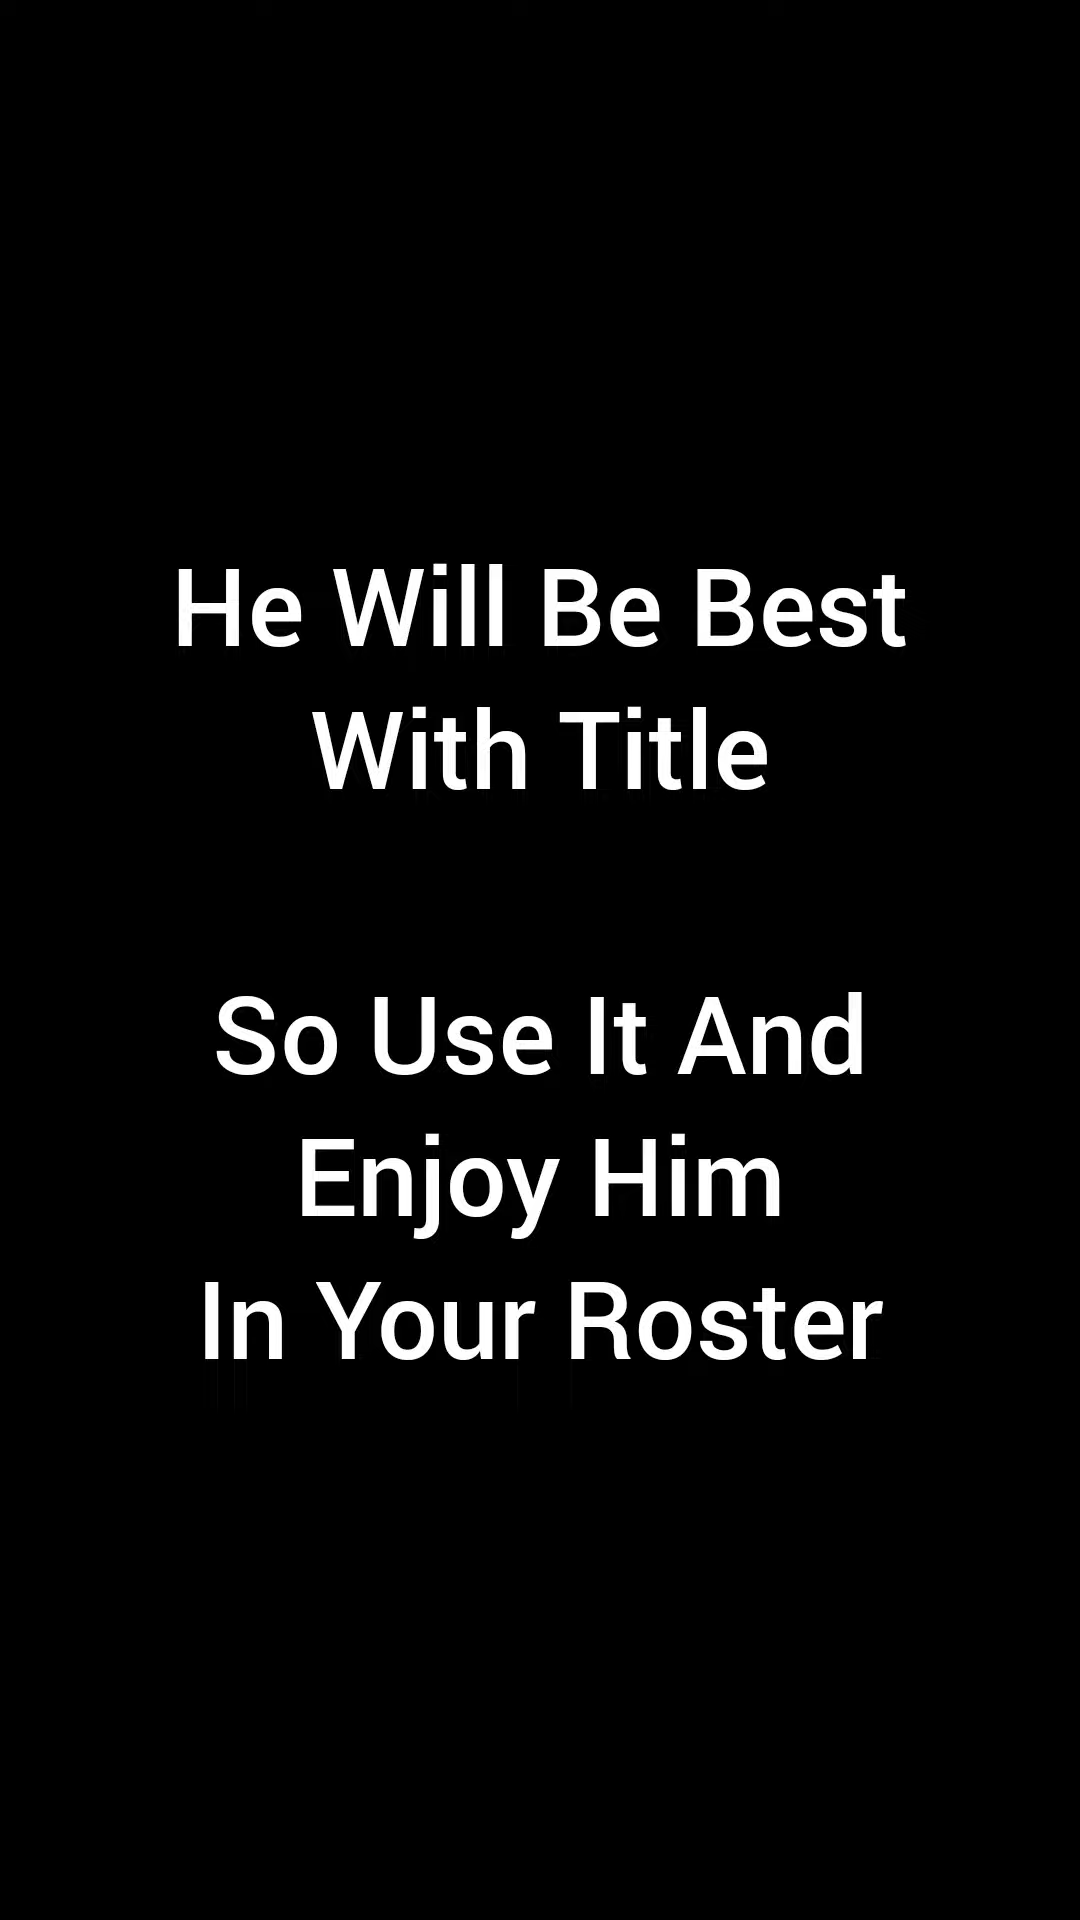 He Will Be Best
With Title
So Use It And
Enjoy Him
In Your Roster